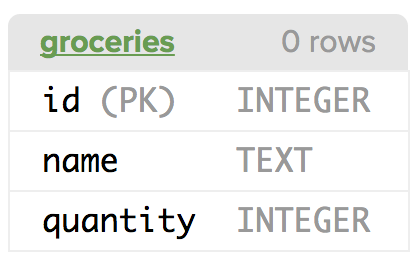 groceries 0 rows
id (PK) INTEGER
name TEXT
quantity INTEGER